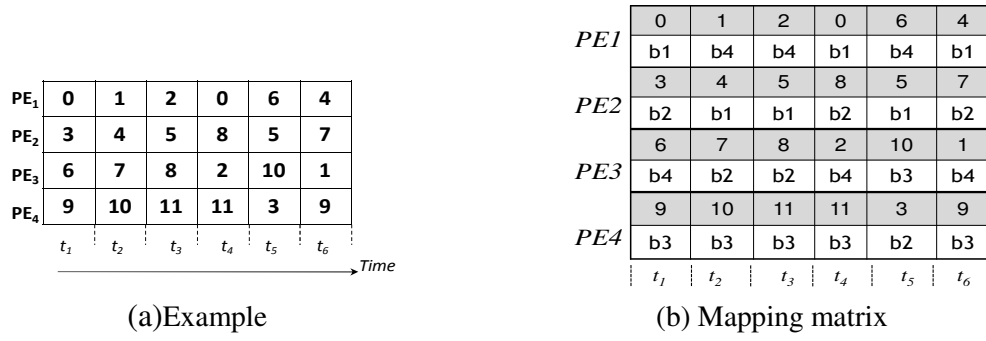 PE1 0 1 2 0 6 4
PE2 3 4 5 8 5 7
PE3 6 7 8 2 10 1
PE4 9 10 11 11 3 9
t1 t2 t3 t4 t5 t6
Time
(a)Example
PE1 0 1 2 0 6 4
b1 b4 b4 b1 b4 b1
PE2 3 4 5 8 5 7
b2 b1 b1 b2 b1 b2
PE3 6 7 8 2 10 1
b4 b2 b2 b4 b3 b4
PE4 9 10 11 11 3 9
b3 b3 b3 b3 b2 b3
t1 t2 t3 t4 t5 t6
(b) Mapping matrix